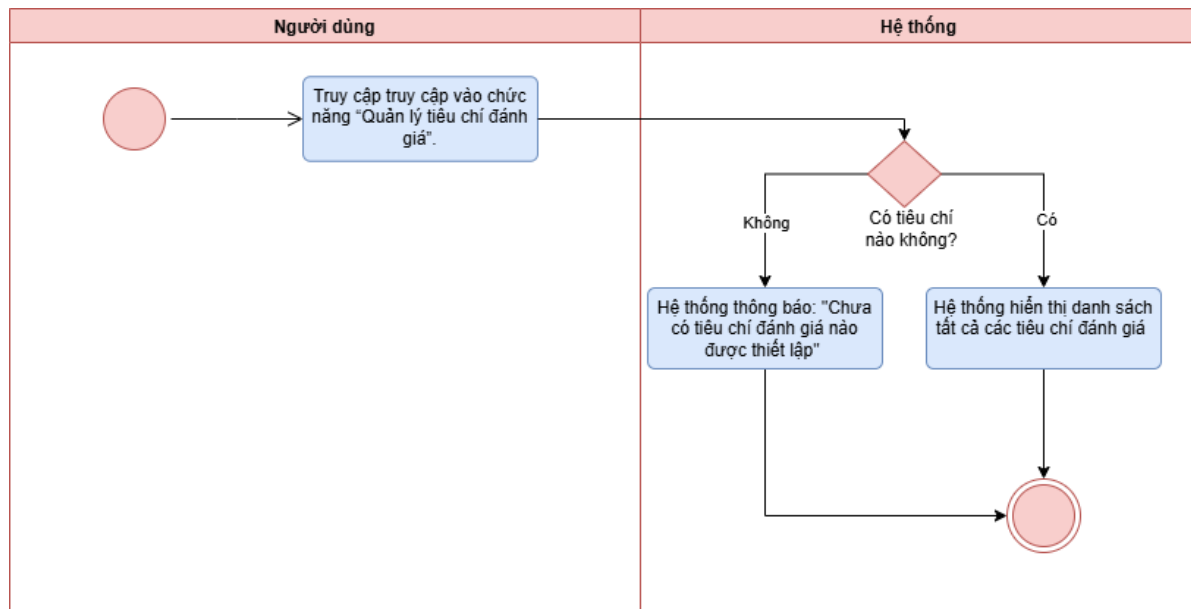 Người dùng
Hệ thống
Truy cập truy cập vào chức
năng “Quản lý tiêu chí đánh
giá”.
Có tiêu chí
nào không?
Không
Có
Hệ thống thông báo: "Chưa
có tiêu chí đánh giá nào
được thiết lập"
Hệ thống hiển thị danh sách
tất cả các tiêu chí đánh giá